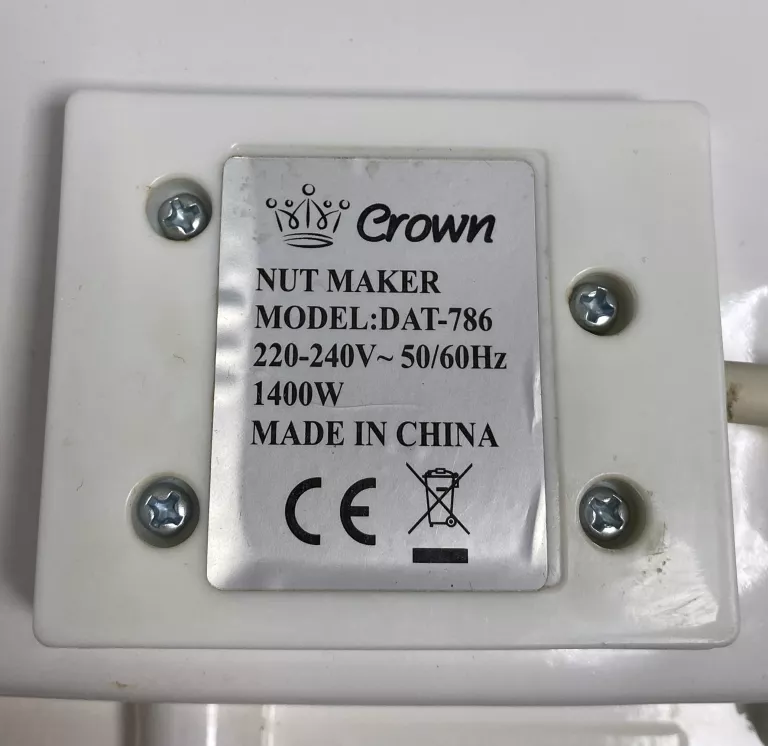 Crown
NUT MAKER
MODEL:DAT-786
220-240V~ 50/60Hz
1400W
MADE IN CHINA
CE